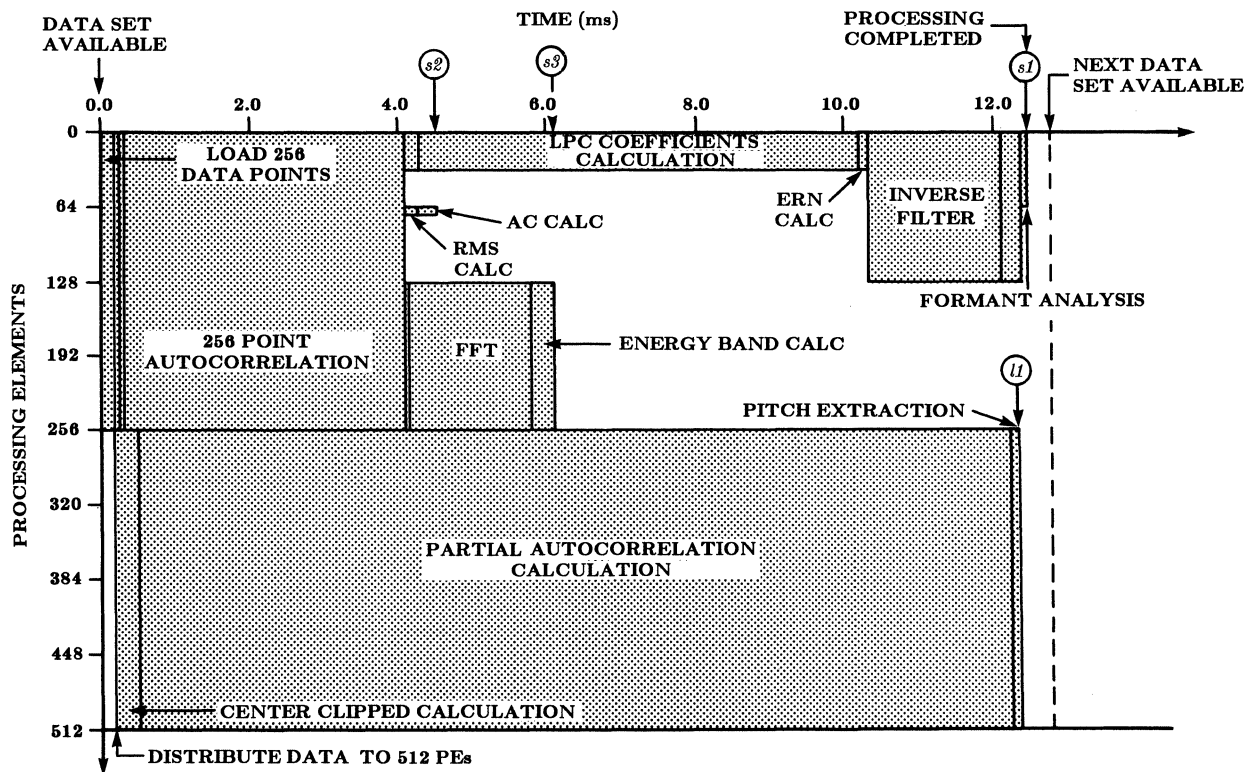 DATA SET
AVAILABLE
TIME (ms)
PROCESSING
COMPLETED
s2
s3
s1
NEXT DATA
SET AVAILABLE
0.0
2.0
4.0
6.0
8.0
10.0
12.0
0
64
128
192
256
320
384
448
512
PROCESSING ELEMENTS
LOAD 256
DATA POINTS
LPC COEFFICIENTS
CALCULATION
AC CALC
RMS
CALC
ERN
CALC
INVERSE
FILTER
FORMANT ANALYSIS
256 POINT
AUTOCORRELATION
FFT
ENERGY BAND CALC
l1
PITCH EXTRACTION
PARTIAL AUTOCORRELATION
CALCULATION
CENTER CLIPPED CALCULATION
DISTRIBUTE DATA TO 512 PEs